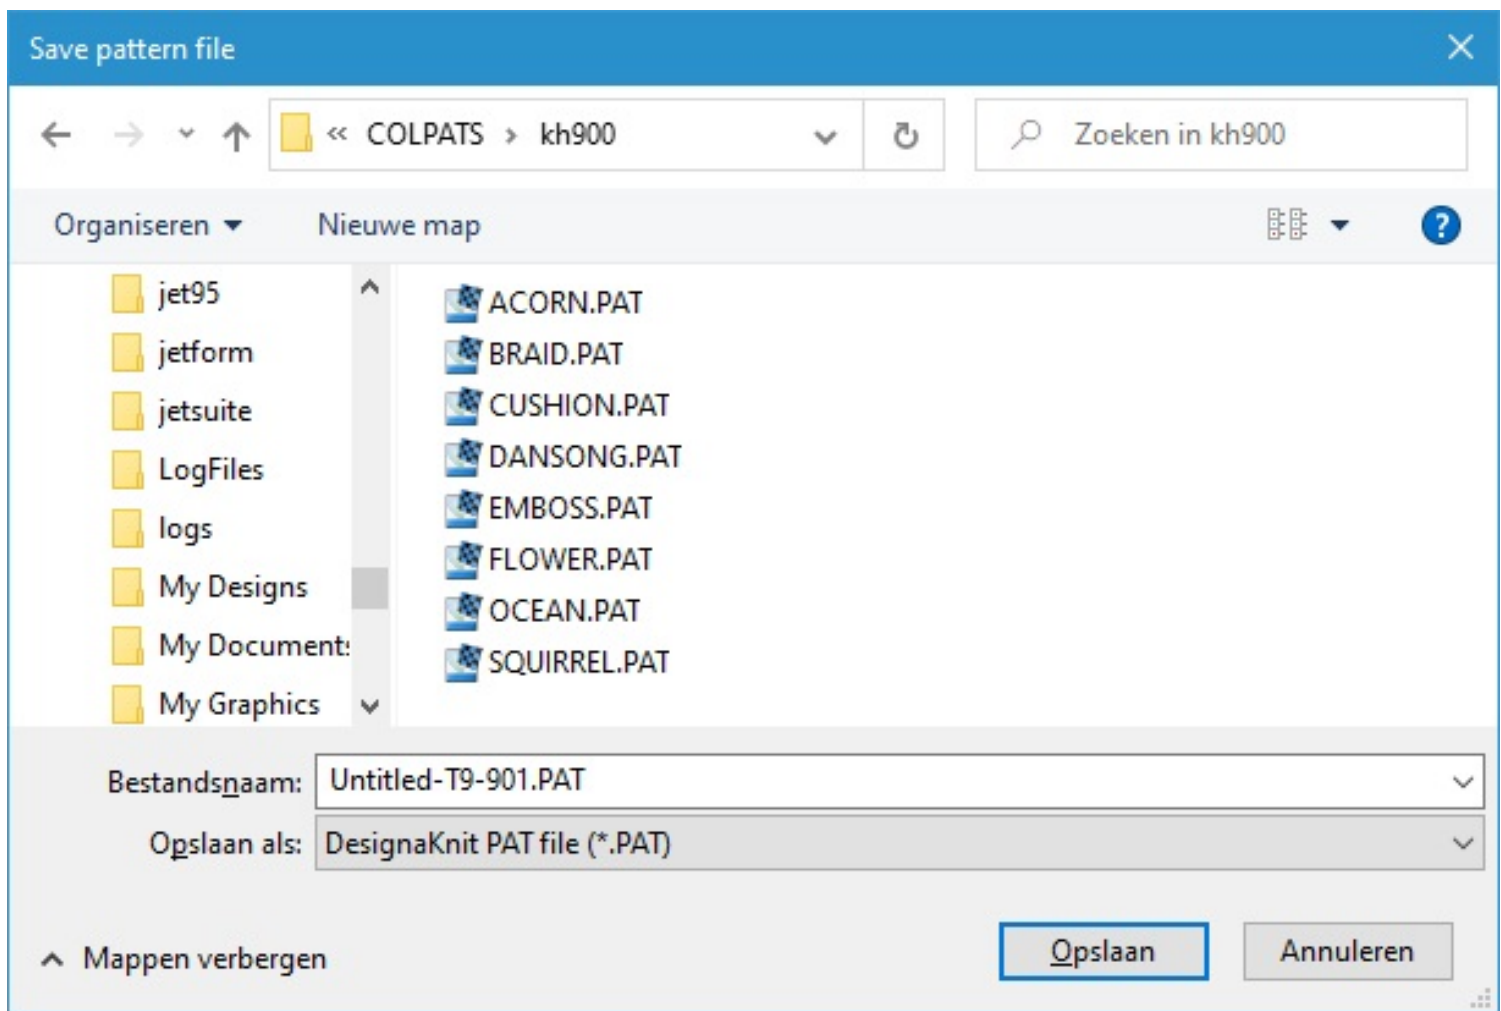 Save pattern file
« COLPATS › kh900
Zoeken in kh900
Organiseren
Nieuwe map
?
jet95
jetform
jetsuite
LogFiles
logs
My Designs
My Document
My Graphics
ACORN.PAT
BRAID.PAT
CUSHION.PAT
DANSONG.PAT
EMBOSS.PAT
FLOWER.PAT
OCEAN.PAT
SQUIRREL.PAT
Bestandsnaam: Untitled-T9-901.PAT
Opslaan als: DesignaKnit PAT file (*.PAT)
Mappen verbergen
Opslaan
Annuleren